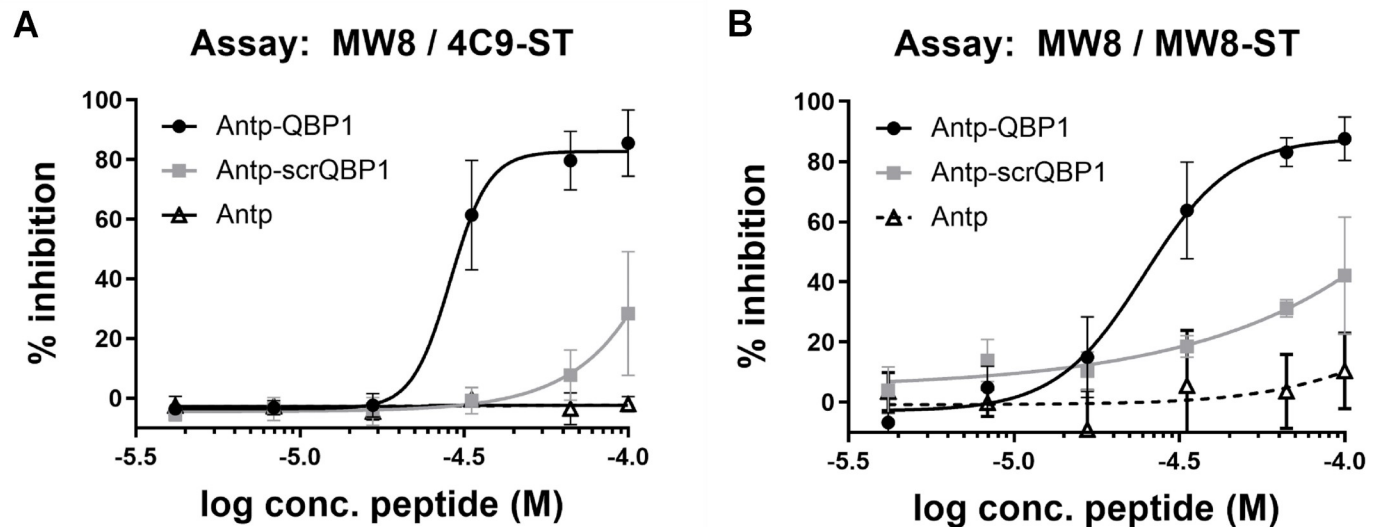 A
Assay: MW8 / 4C9-ST
% inhibition
100
80
60
40
20
0
Antp-QBP1
Antp-scrQBP1
Antp
-5.5
-5.0
-4.5
-4.0
log conc. peptide (M)
B
Assay: MW8 / MW8-ST
% inhibition
100
80
60
40
20
0
Antp-QBP1
Antp-scrQBP1
Antp
-5.5
-5.0
-4.5
-4.0
log conc. peptide (M)